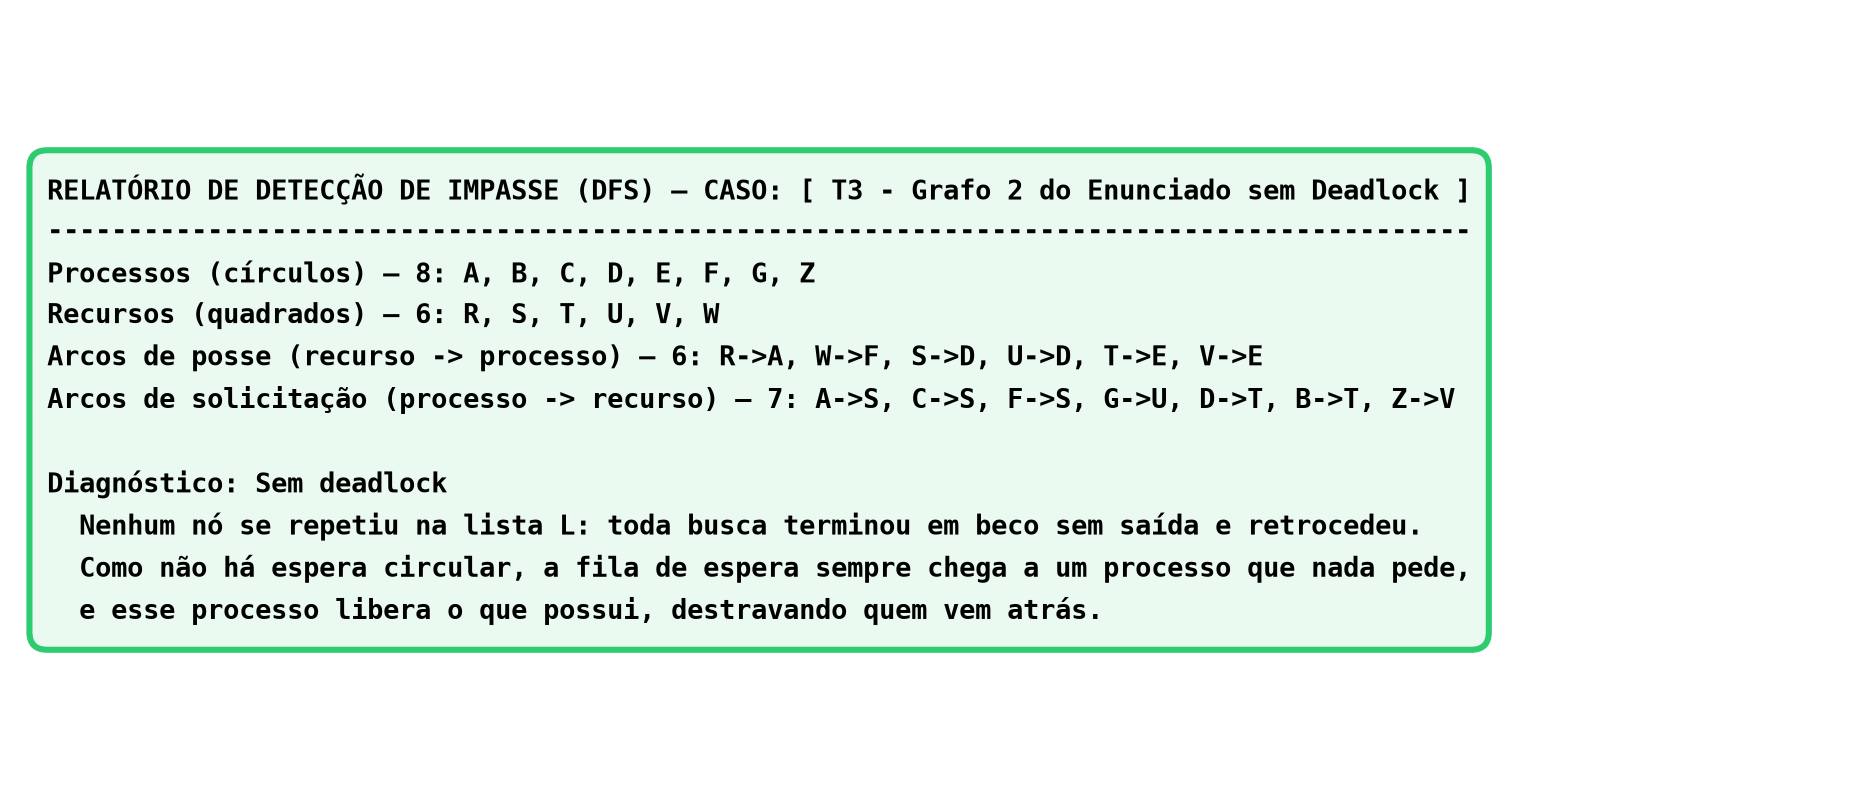 RELATÓRIO DE DETECÇÃO DE IMPASSE (DFS) — CASO: [ T3 - Grafo 2 do Enunciado sem Deadlock ]
-----------------------------------------------------------------------------------------
Processos (círculos) — 8: A, B, C, D, E, F, G, Z
Recursos (quadrados) — 6: R, S, T, U, V, W
Arcos de posse (recurso -> processo) — 6: R->A, W->F, S->D, U->D, T->E, V->E
Arcos de solicitação (processo -> recurso) — 7: A->S, C->S, F->S, G->U, D->T, B->T, Z->V
Diagnóstico: Sem deadlock
Nenhum nó se repetiu na lista L: toda busca terminou em beco sem saída e retrocedeu.
Como não há espera circular, a fila de espera sempre chega a um processo que nada pede,
e esse processo libera o que possui, destravando quem vem atrás.